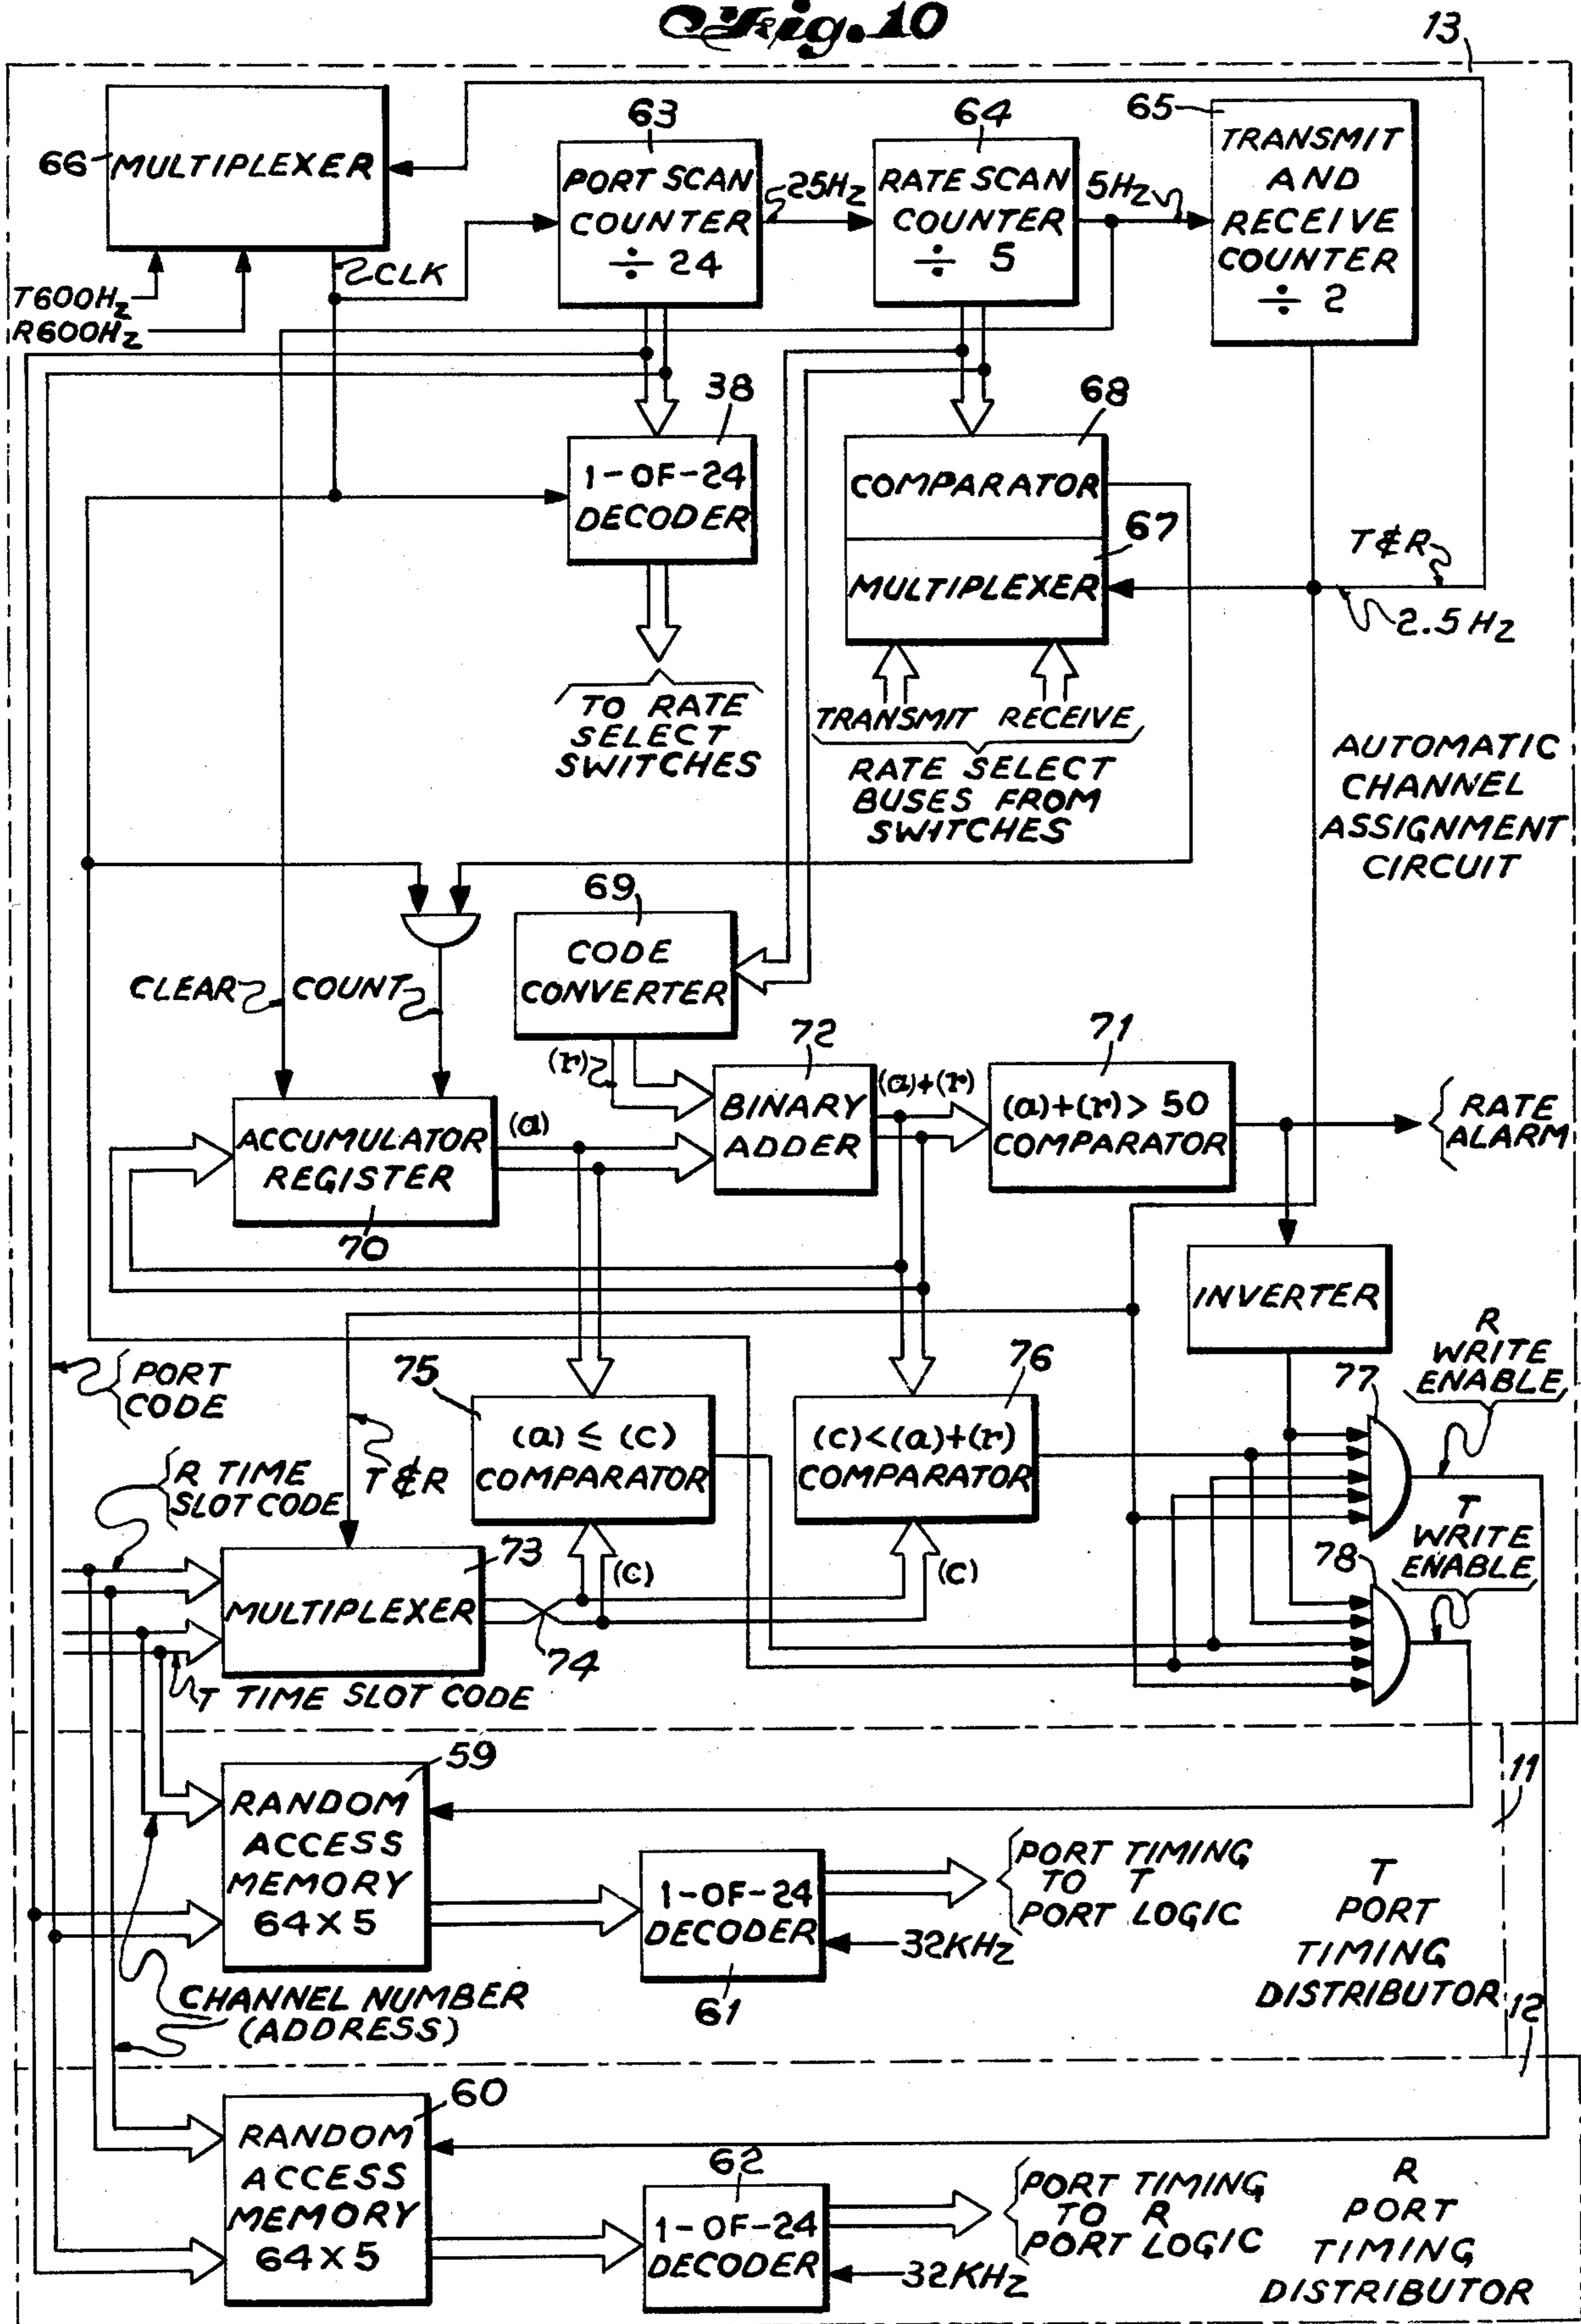 Fig. 10
13
66
MULTIPLEXER
63
PORT SCAN
COUNTER
÷ 24
25Hz
64
RATE SCAN
COUNTER
÷ 5
5Hz
65
TRANSMIT
AND
RECEIVE
COUNTER
÷ 2
CLK
T600Hz
R600Hz
38
1-OF-24
DECODER
68
COMPARATOR
67
MULTIPLEXER
T&R
2.5 Hz
TO RATE
SELECT
SWITCHES
TRANSMIT RECEIVE
RATE SELECT
BUSES FROM
SWITCHES
AUTOMATIC
CHANNEL
ASSIGNMENT
CIRCUIT
69
CODE
CONVERTER
CLEAR
COUNT
(r)
72
BINARY
ADDER
(a)+(r)
71
(a)+(r) > 50
COMPARATOR
RATE
ALARM
ACCUMULATOR
REGISTER
70
(a)
INVERTER
PORT
CODE
75
(a) ≤ (c)
COMPARATOR
76
(c)<(a)+(r)
COMPARATOR
R
WRITE
ENABLE
77
R TIME
SLOT CODE
T&R
T
WRITE
ENABLE
78
73
MULTIPLEXER
74
(c)
(c)
T TIME SLOT CODE
59
RANDOM
ACCESS
MEMORY
64×5
11
1-OF-24
DECODER
61
32KHz
PORT TIMING
TO T
PORT LOGIC
T
PORT
TIMING
DISTRIBUTOR
CHANNEL NUMBER
(ADDRESS)
12
60
RANDOM
ACCESS
MEMORY
64×5
62
1-OF-24
DECODER
32KHz
PORT TIMING
TO R
PORT LOGIC
R
PORT
TIMING
DISTRIBUTOR